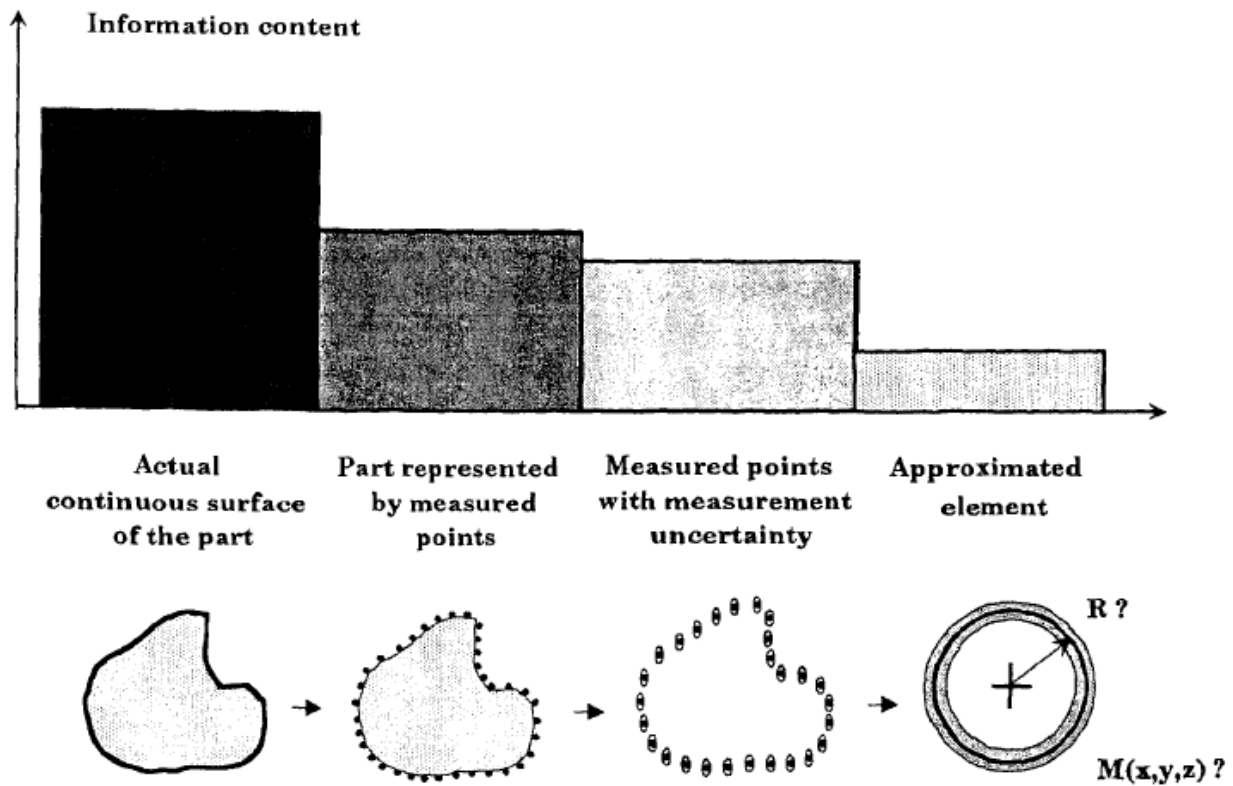 Information content
Actual
continuous surface
of the part
Part represented
by measured
points
Measured points
with measurement
uncertainty
Approximated
element
R ?
M(x,y,z) ?